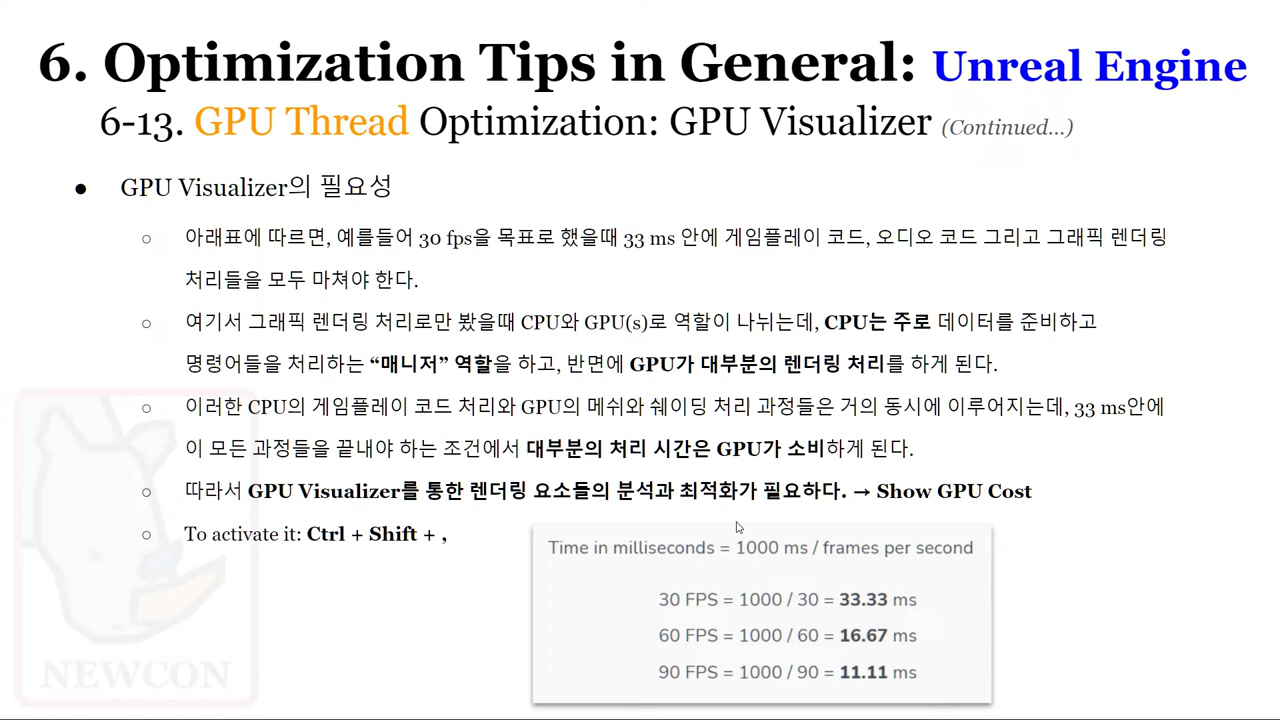 6. Optimization Tips in General: Unreal Engine
6-13. GPU Thread Optimization: GPU Visualizer (Continued...)
● GPU Visualizer의 필요성
○ 아래표에 따르면, 예를들어 30 fps을 목표로 했을때 33 ms 안에 게임플레이 코드, 오디오 코드 그리고 그래픽 렌더링
처리들을 모두 마쳐야 한다.
○ 여기서 그래픽 렌더링 처리로만 봤을때 CPU와 GPU(s)로 역할이 나뉘는데, CPU는 주로 데이터를 준비하고
명령어들을 처리하는 “매니저” 역할을 하고, 반면에 GPU가 대부분의 렌더링 처리를 하게 된다.
○ 이러한 CPU의 게임플레이 코드 처리와 GPU의 메쉬와 쉐이딩 처리 과정들은 거의 동시에 이루어지는데, 33 ms안에
이 모든 과정들을 끝내야 하는 조건에서 대부분의 처리 시간은 GPU가 소비하게 된다.
○ 따라서 GPU Visualizer를 통한 렌더링 요소들의 분석과 최적화가 필요하다. → Show GPU Cost
○ To activate it: Ctrl + Shift + ,
Time in milliseconds = 1000 ms / frames per second
30 FPS = 1000 / 30 = 33.33 ms
60 FPS = 1000 / 60 = 16.67 ms
90 FPS = 1000 / 90 = 11.11 ms
NEWCON